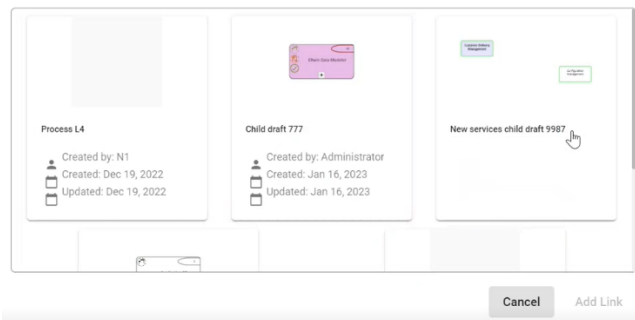 Process L4
Created by: N1
Created: Dec 19, 2022
Updated: Dec 19, 2022
Child draft 777
Created by: Administrator
Created: Jan 16, 2023
Updated: Jan 16, 2023
New services child draft 9987
Cancel
Add Link